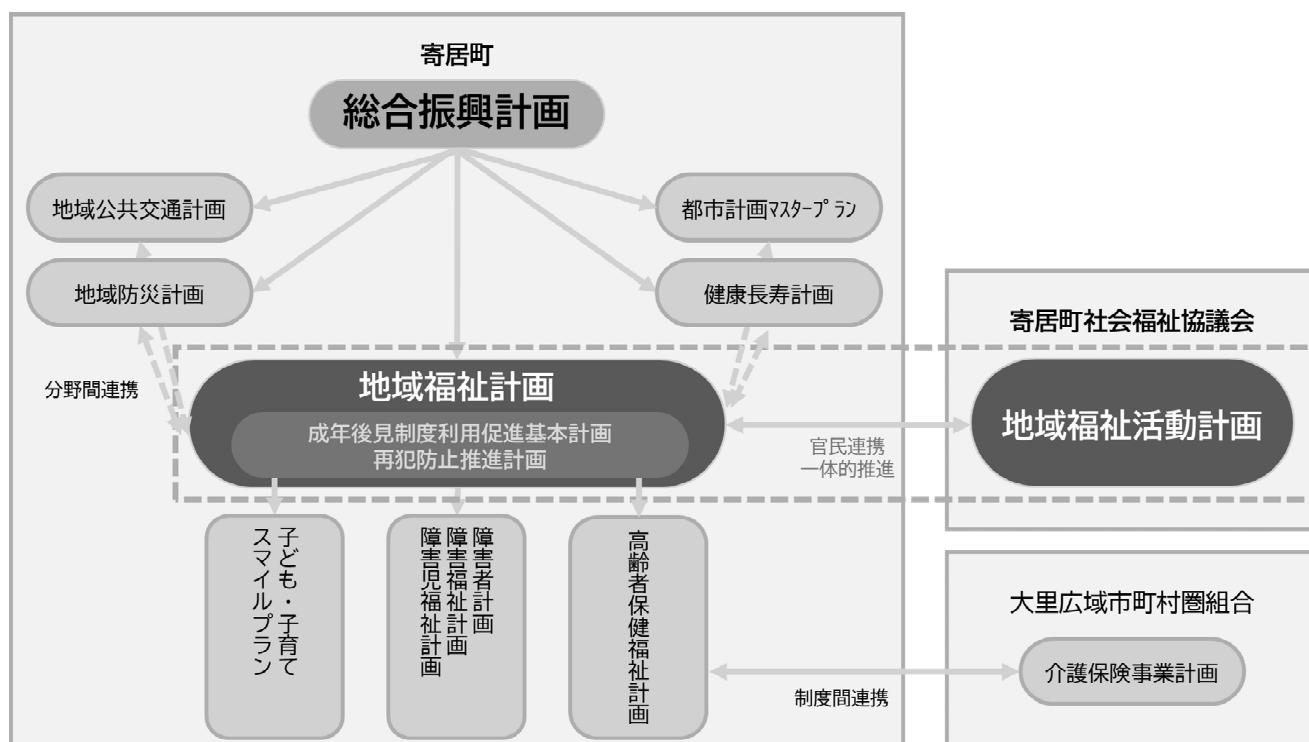 寄居町
総合振興計画
地域公共交通計画
都市計画ﾏｽﾀｰﾌﾟﾗﾝ
地域防災計画
健康長寿計画
寄居町社会福祉協議会
分野間連携
地域福祉計画
成年後見制度利用促進基本計画
再犯防止推進計画
官民連携
一体的推進
地域福祉活動計画
子ども・子育て
スマイルプラン
障害者計画
障害福祉計画
障害児福祉計画
高齢者保健福祉計画
大里広域市町村圏組合
介護保険事業計画
制度間連携